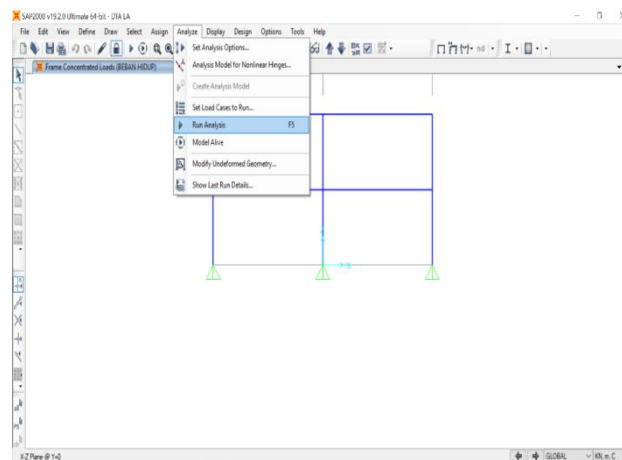 SAP2000 v19.2.0 Ultimate 64-bit - DTA LA
File Edit View Define Draw Select Assign Analyze Display Design Options Tools Help
Frame Concentrated Loads (BEBAN HIDUP)
Set Analysis Options...
Analysis Model for Nonlinear Hinges...
Create Analysis Model
Set Load Cases to Run...
Run Analysis F5
Model Alive
Modify Undeformed Geometry...
Show Last Run Details...
X-Z Plane @ Y=0
GLOBAL
KN, m, C